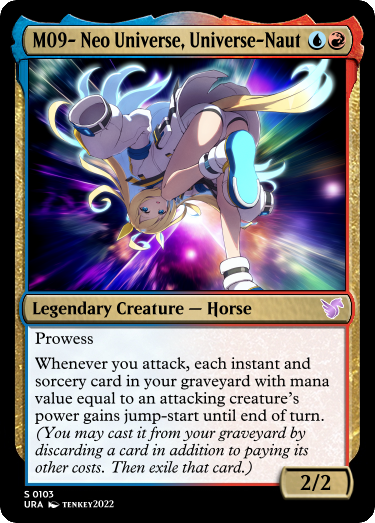 M09- Neo Universe, Universe-Naut
Legendary Creature — Horse
Prowess
Whenever you attack, each instant and
sorcery card in your graveyard with mana
value equal to an attacking creature's
power gains jump-start until end of turn.
(You may cast it from your graveyard by
discarding a card in addition to paying its
other costs. Then exile that card.)
2/2
S 0103
URA TENKEY2022